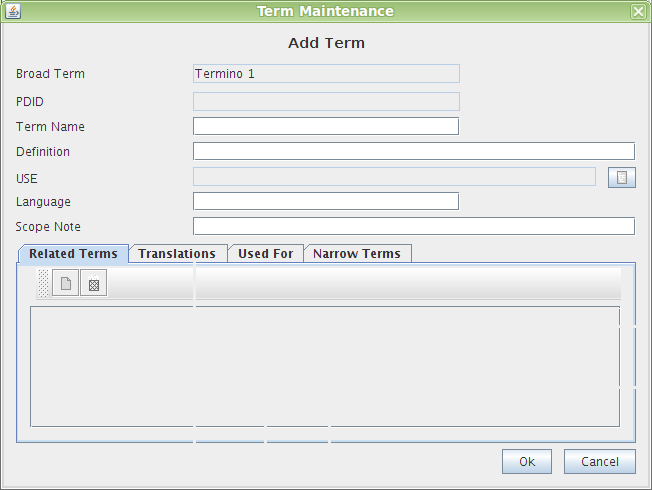 Term Maintenance
Add Term
Broad Term Termino 1
PDID
Term Name
Definition
USE
Language
Scope Note
Related Terms Translations Used For Narrow Terms
Ok Cancel